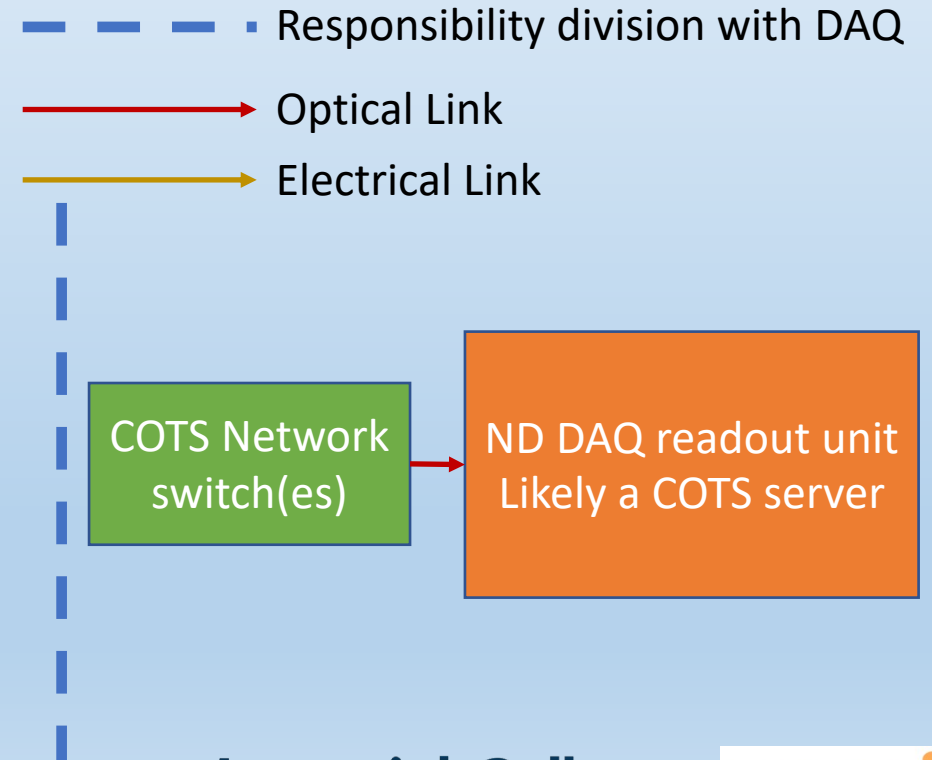 Responsibility division with DAQ
Optical Link
Electrical Link
COTS Network
switch(es)
ND DAQ readout unit
Likely a COTS server